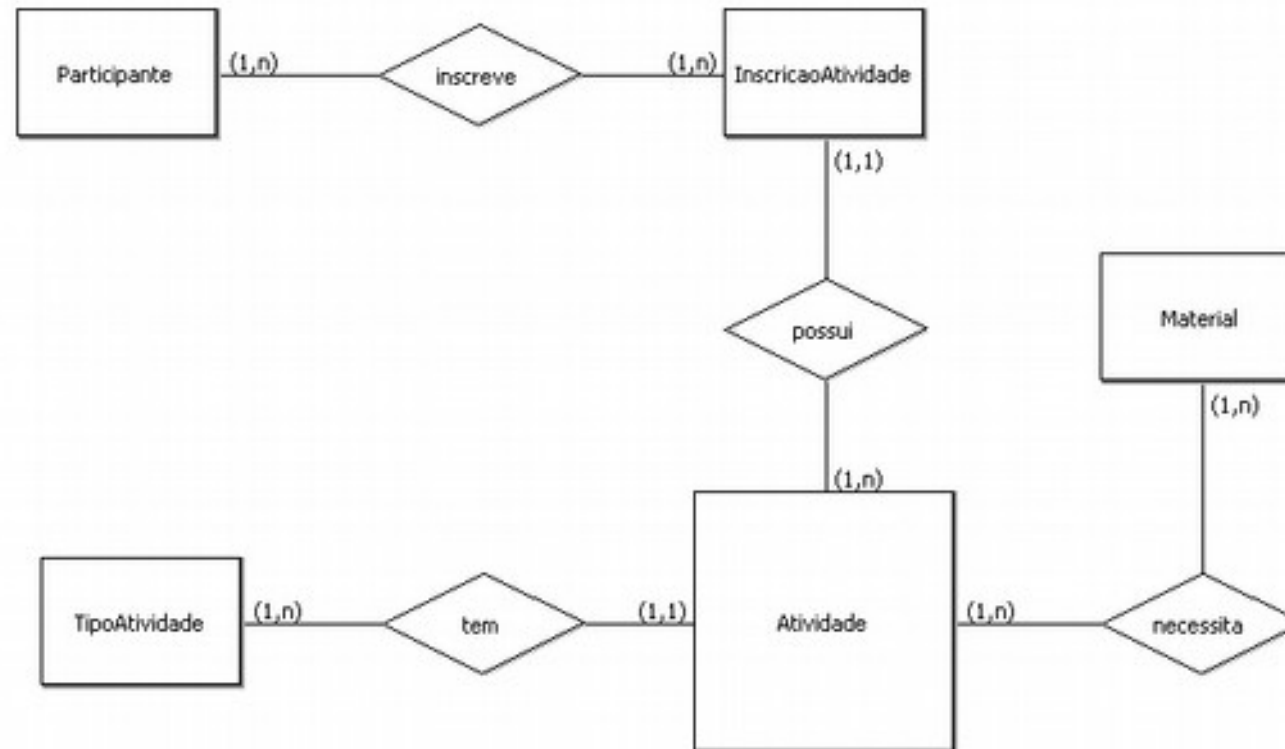 Participante
(1,n)
inscreve
(1,n)
InscricaoAtividade
(1,1)
possui
Material
(1,n)
(1,n)
TipoAtividade
(1,n)
tem
(1,1)
Atividade
(1,n)
necessita